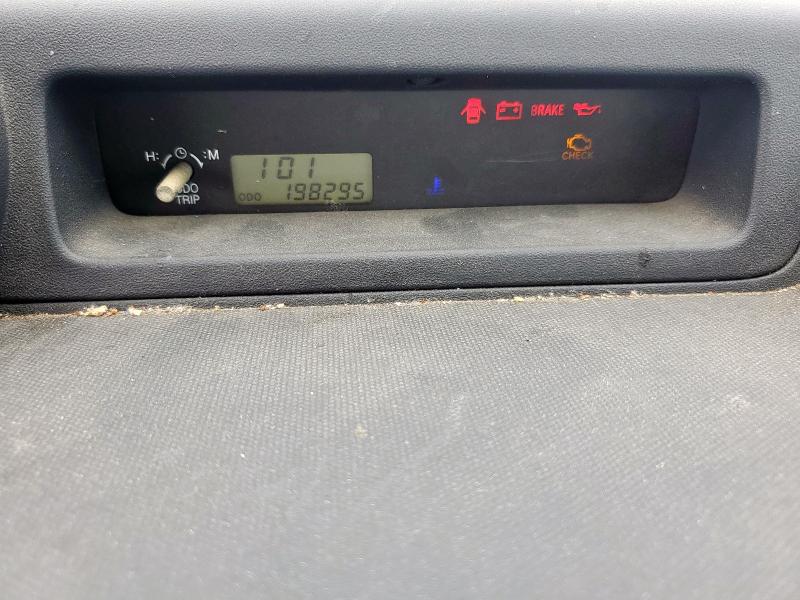 BRAKE
CHECK
H: :M
101
ODO 198295
ODO
TRIP